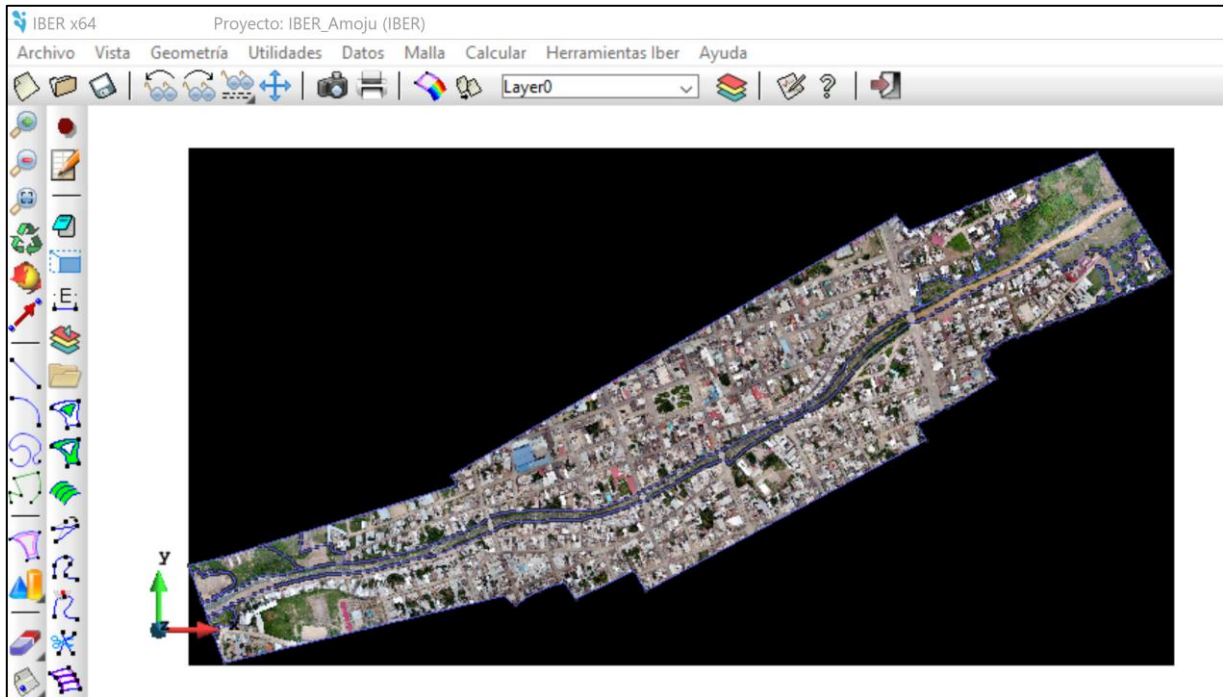 IBER x64 Proyecto: IBER_Amoju (IBER)
Archivo Vista Geometría Utilidades Datos Malla Calcular Herramientas Iber Ayuda
Layer0
E
y
x